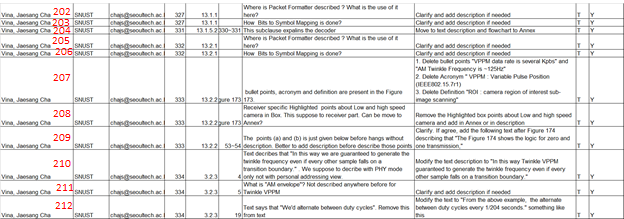 Where is Packet Formatter described ? What is the use of it
202 Vina, Jaesang Cha SNUST chajs@seoultech.ac.l 327 13.1.1 here? Clarify and add description if needed T Y
203 Vina, Jaesang Cha SNUST chajs@seoultech.ac.l 327 13.1.1 How Bits to Symbol Mapping is done? Clarify and add description if needed T Y
204 Vina, Jaesang Cha SNUST chajs@seoultech.ac.l 331 13.1.5.2 330~331 This subclause expalins the decoder Move to text description and flowchart to Annex T Y
205 Where is Packet Formatter described ? What is the use of it
Vina, Jaesang Cha SNUST chajs@seoultech.ac.l 332 13.2.1 here? Clarify and add description if needed T Y
206 Vina, Jaesang Cha SNUST chajs@seoultech.ac.l 332 13.2.1 How Bits to Symbol Mapping is done? Clarify and add description if needed T Y
1. Delete bullet points "VPPM data rate is several Kpbs" and
"AM Twinkle Frequency is ~125Hz"
207 2. Delete Acronym " VPPM : Variable Pulse Position
(IEEE802.15.7r1)
bullet points, acronym and definition are present in the Figure 3. Delete Definition "ROI : camera region of interest sub-
Vina, Jaesang Cha SNUST chajs@seoultech.ac.l 333 13.2.2 gure 173 173. image scanning" T Y
208 Recerver specific Highlighted points about Low and high speed
camera in Box. This suppose to receiver part. Can be move to Remove the Highlighted box points about Low and high speed
Vina, Jaesang Cha SNUST chajs@seoultech.ac.l 333 13.2.2 gure 173 Annex? camera and add in Annex or in description T Y
209 Clarify. If agree, add the following text after Figure 174
The points (a) and (b) is just given below before hangs without describing that "The Figure 174 shows the logic for zero and
Vina, Jaesang Cha SNUST chajs@seoultech.ac.l 333 13.2.2 53~54 description. Better to add description before describe those points one transmission, T Y
210 Text decribes that "In this way we are guaranteed to generate the
twinkle frequency even if every other sample falls on a
transition boundary." . We suppose to decribe with PHY mode Modify the text description to "In this way Twinkle VPPM
guaranteed to generate the twinkle frequency even if every
Vina, Jaesang Cha SNUST chajs@seoultech.ac.l 334 3.2.3 4 only not with personal addressing view. other sample falls on a transition boundary." T Y
211 What is "AM envelope"? Not described anywhere before for
Vina, Jaesang Cha SNUST chajs@seoultech.ac.l 334 3.2.3 5 Twinkle VPPM Clarify and add description if needed T Y
212 Modify the text to "From the above example, the alternate
Text says that "We'd alternate between duty cycles". Remove this between duty cycles every 1/204 seconds " something like
Vina, Jaesang Cha SNUST chajs@seoultech.ac.l 334 3.2.3 19 from text this T Y